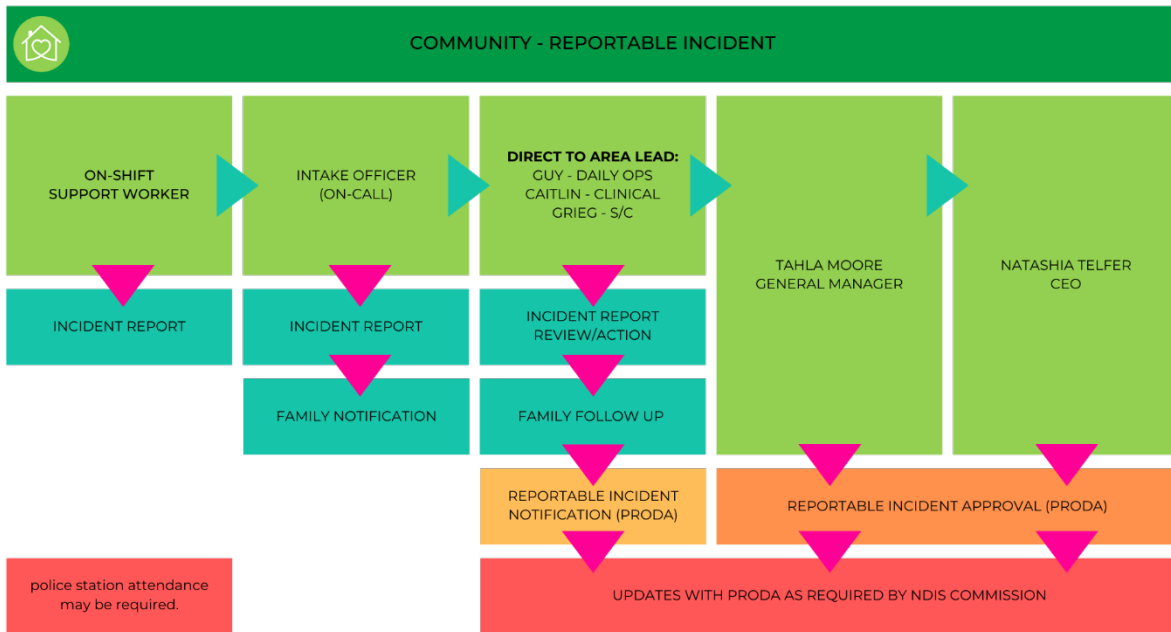 COMMUNITY - REPORTABLE INCIDENT
ON-SHIFT
SUPPORT WORKER
INTAKE OFFICER
(ON-CALL)
DIRECT TO AREA LEAD:
GUY - DAILY OPS
CAITLIN - CLINICAL
GRIEG - S/C
TAHLA MOORE
GENERAL MANAGER
NATASHIA TELFER
CEO
INCIDENT REPORT
INCIDENT REPORT
INCIDENT REPORT
REVIEW/ACTION
FAMILY NOTIFICATION
FAMILY FOLLOW UP
REPORTABLE INCIDENT
NOTIFICATION (PRODA)
REPORTABLE INCIDENT APPROVAL (PRODA)
police station attendance
may be required.
UPDATES WITH PRODA AS REQUIRED BY NDIS COMMISSION